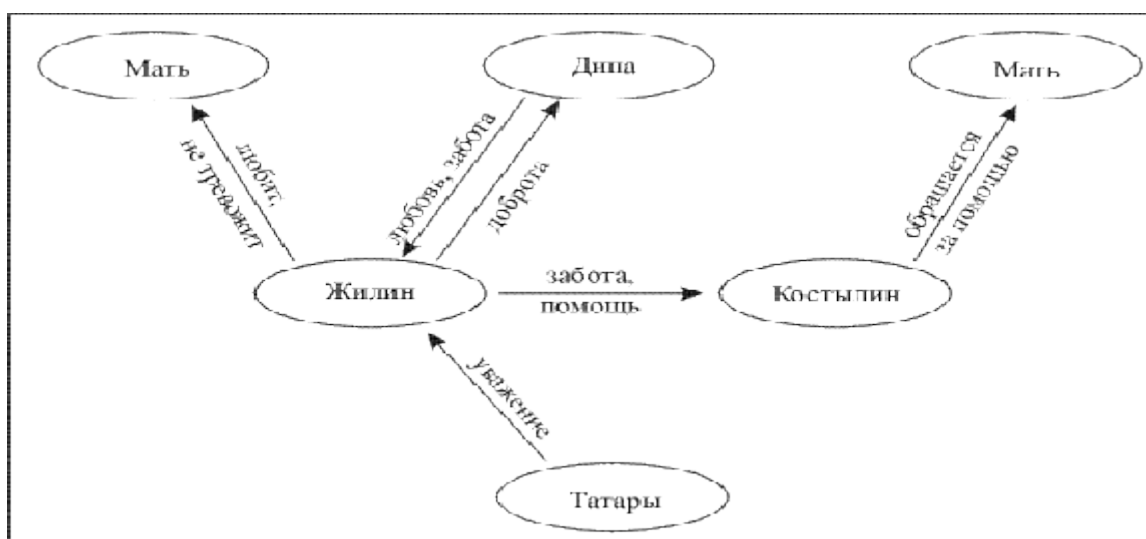 Мать
Дина
Мать
не тревожит
любит,
любовь, забота
доброта
обращается
за помощью
Жилин
забота,
помощь
Костылин
уважение
Татары